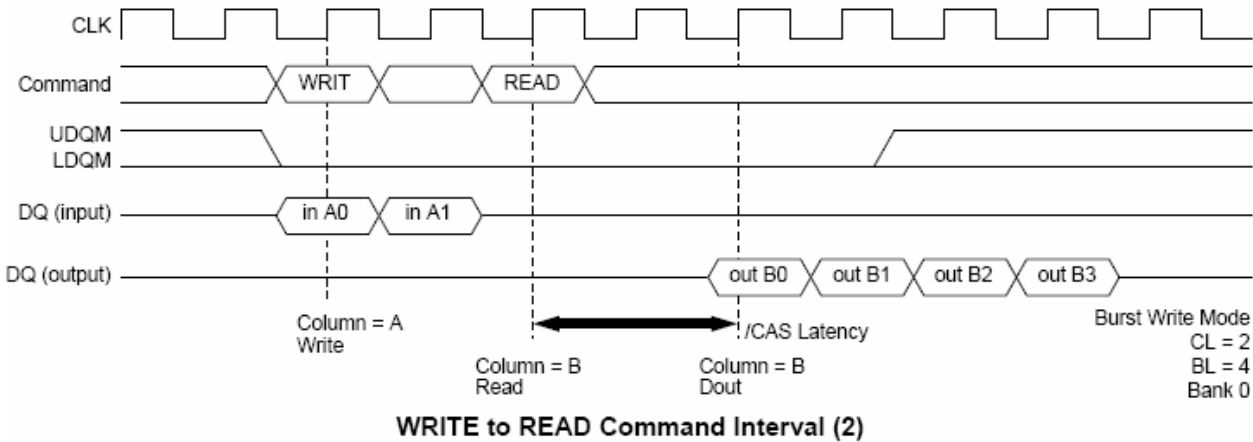 CLK
Command WRIT READ
UDQM
LDQM
DQ (input) in A0 in A1
DQ (output) out B0 out B1 out B2 out B3
Column = A
Write
/CAS Latency
Column = B
Read
Column = B
Dout
Burst Write Mode
CL = 2
BL = 4
Bank 0
WRITE to READ Command Interval (2)